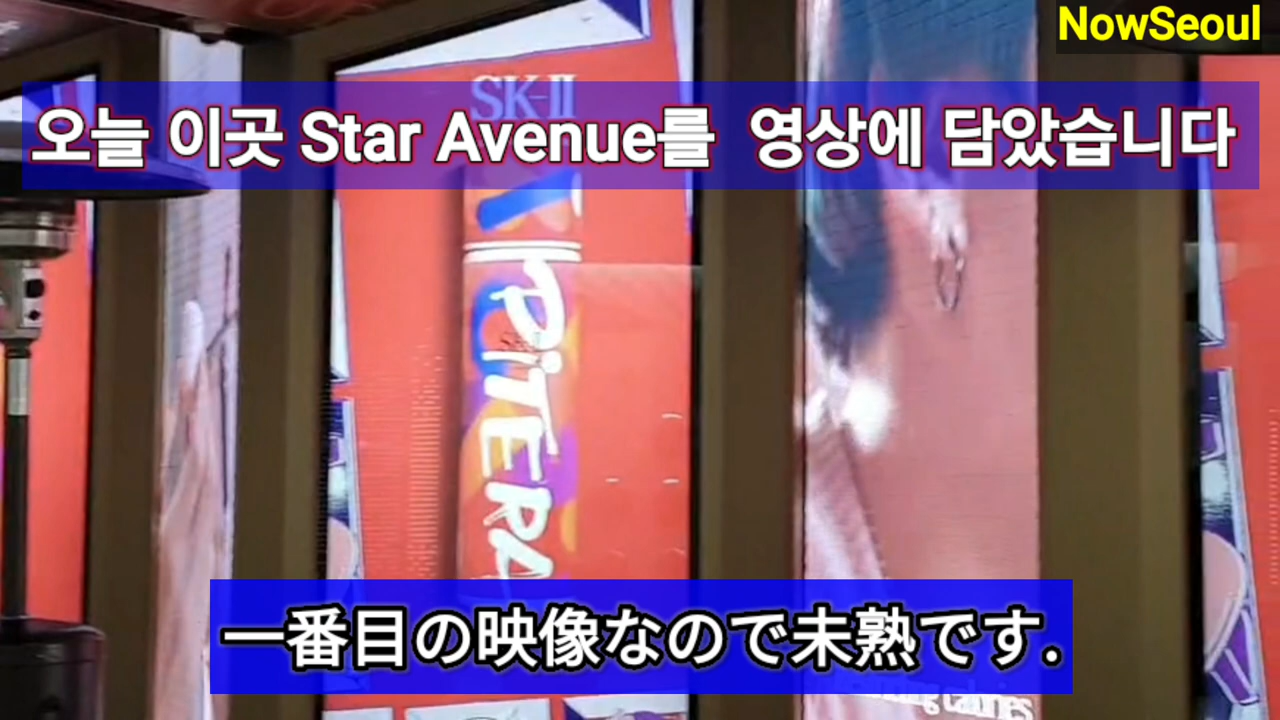 NowSeoul
SK-II
오늘 이곳 Star Avenue를 영상에 담았습니다
PiTERA
一番目の映像なので未熟です.